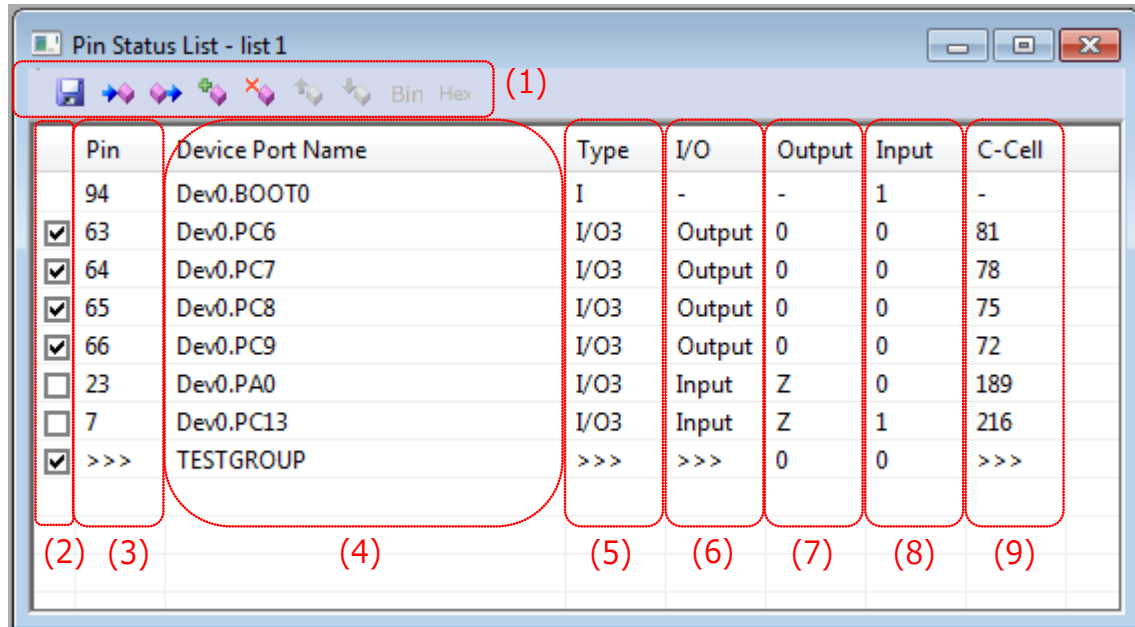 Pin Status List - list 1
Bin Hex (1)
Pin Device Port Name Type I/O Output Input C-Cell
94 Dev0.BOOT0 I - - 1 -
63 Dev0.PC6 I/O3 Output 0 0 81
64 Dev0.PC7 I/O3 Output 0 0 78
65 Dev0.PC8 I/O3 Output 0 0 75
66 Dev0.PC9 I/O3 Output 0 0 72
23 Dev0.PA0 I/O3 Input Z 0 189
7 Dev0.PC13 I/O3 Input Z 1 216
>>> TESTGROUP >>> >>> 0 0 >>>
(2) (3) (4) (5) (6) (7) (8) (9)